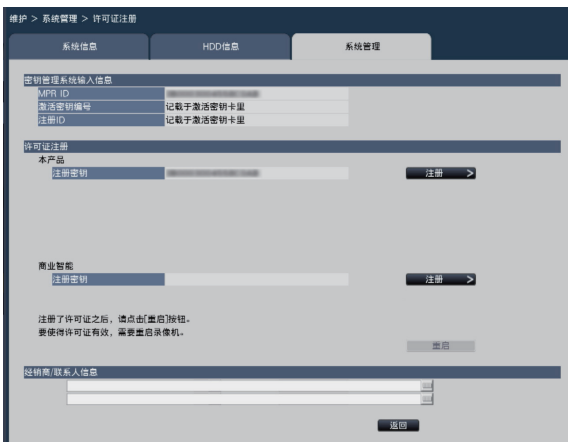 维护 > 系统管理 > 许可证注册
系统信息 HDD信息 系统管理
密钥管理系统输入信息
MPR ID
激活密钥编号 记载于激活密钥卡里
注册ID 记载于激活密钥卡里
许可证注册
本产品
注册密钥 注册 >
商业智能
注册密钥 注册 >
注册了许可证之后，请点击[重启]按钮。
要使得许可证有效，需要重启录像机。
重启
经销商/联系人信息
返回